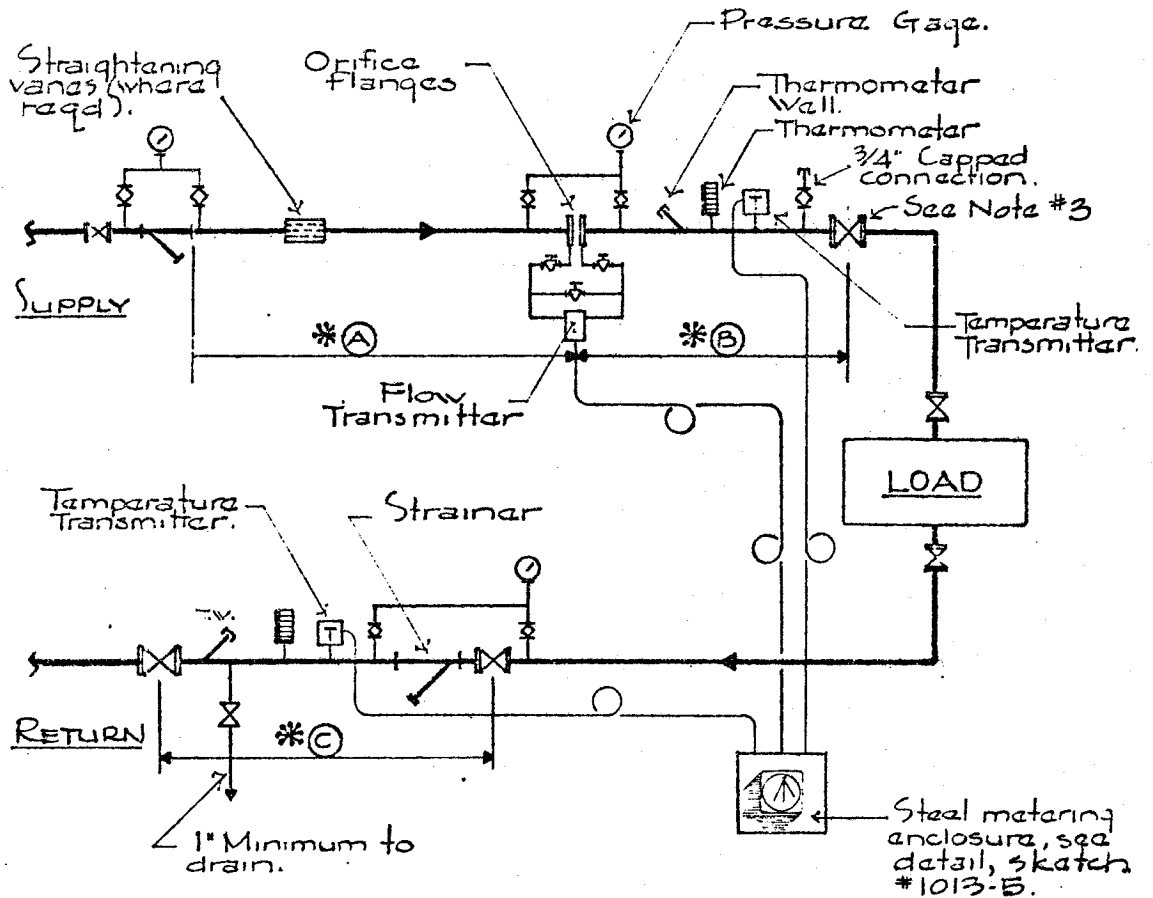 Pressure Gage.
Straightening
vanes (where
reqd).
Orifice
Flanges
Thermometer
Well.
Thermometer
3/4" Capped
connection.
See Note #3
T
SUPPLY
*A
*B
Temperature
Transmitter.
Flow
Transmitter
LOAD
Temperature
Transmitter.
Strainer
T.W.
T
RETURN
*C
1" Minimum to
drain.
Steel metering
enclosure, see
detail, sketch
#1013-5.